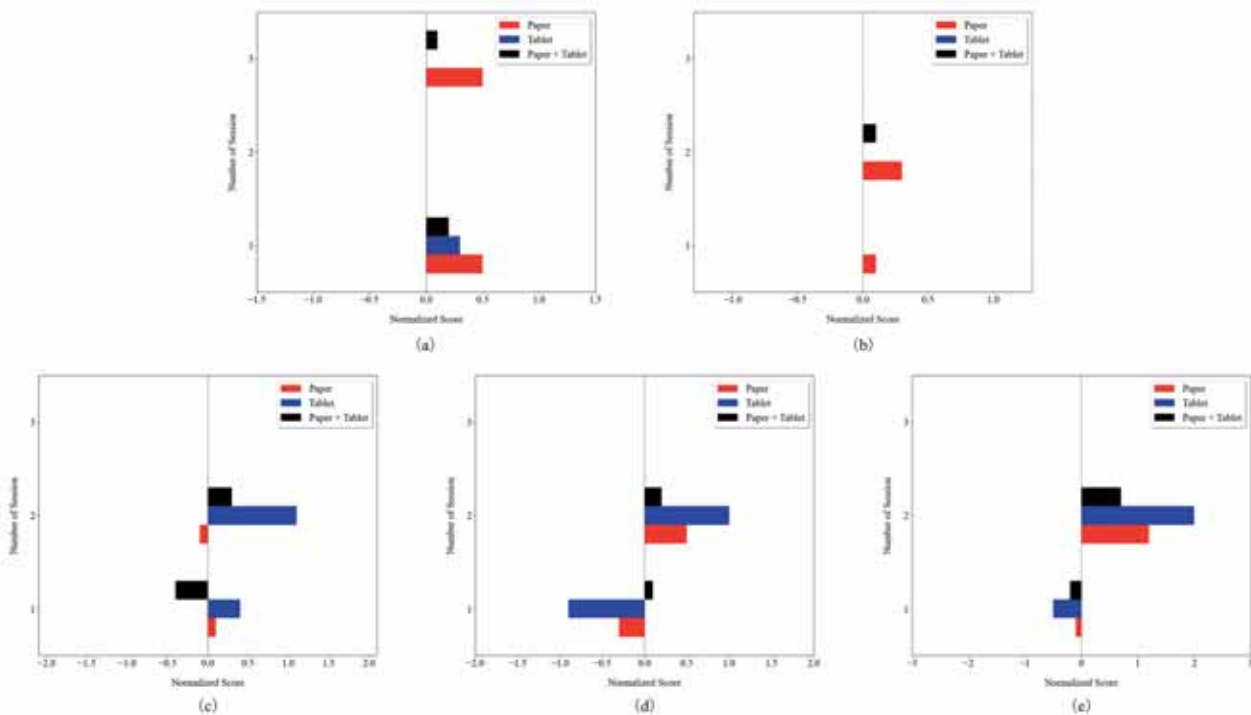 Paper
Tablet
Paper + Tablet
Number of Session
3
2
1
−1.5 −1.0 −0.5 0.0 0.5 1.0 1.5
Normalized Score
(a)
Paper
Tablet
Paper + Tablet
Number of Session
3
2
1
−1.0 −0.5 0.0 0.5 1.0
Normalized Score
(b)
Paper
Tablet
Paper + Tablet
Number of Session
3
2
1
−2.0 −1.5 −1.0 −0.5 0.0 0.5 1.0 1.5 2.0
Normalized Score
(c)
Paper
Tablet
Paper + Tablet
Number of Session
3
2
1
−2.0 −1.5 −1.0 −0.5 0.0 0.5 1.0 1.5 2.0
Normalized Score
(d)
Paper
Tablet
Paper + Tablet
Number of Session
3
2
1
−3 −2 −1 0 1 2 3
Normalized Score
(e)